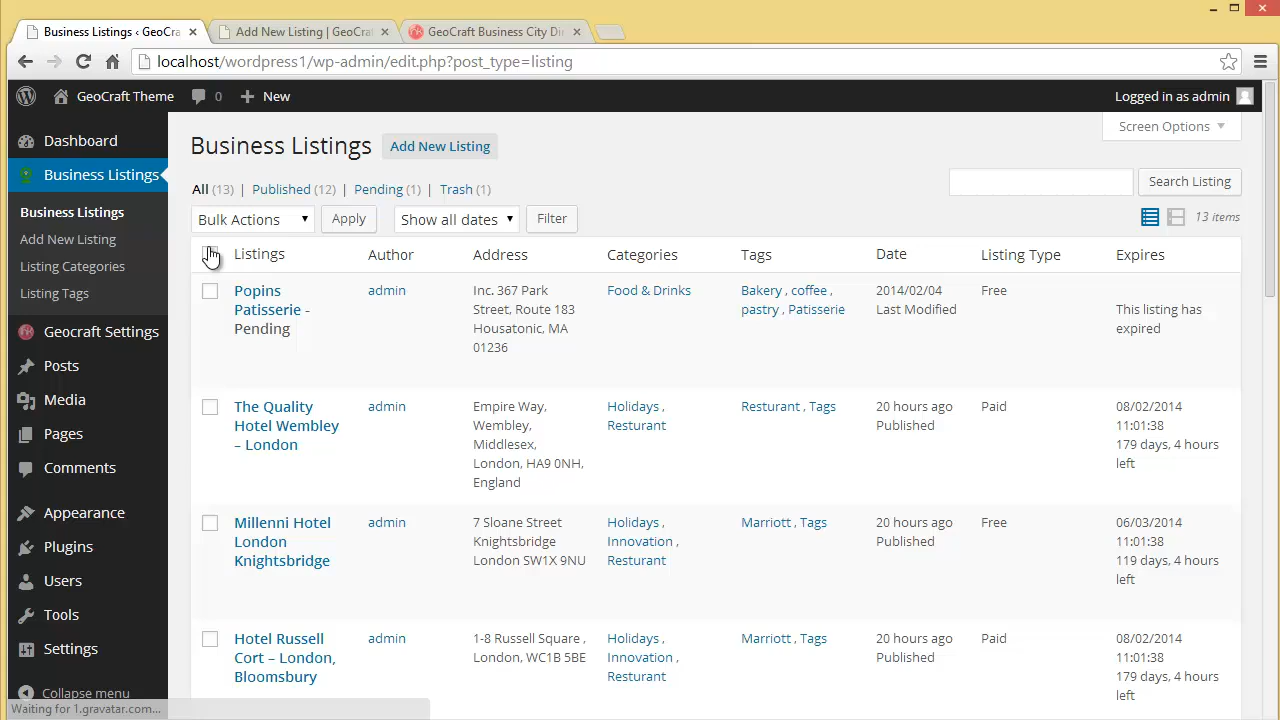 Business Listings ‹ GeoCra
Add New Listing | GeoCraf
GeoCraft Business City Dir
localhost/wordpress1/wp-admin/edit.php?post_type=listing
GeoCraft Theme 0 New Logged in as admin
Dashboard
Business Listings
Business Listings
Add New Listing
Listing Categories
Listing Tags
Geocraft Settings
Posts
Media
Pages
Comments
Appearance
Plugins
Users
Tools
Settings
Collapse menu
Waiting for 1.gravatar.com...
Screen Options
Business Listings Add New Listing
All (13) | Published (12) | Pending (1) | Trash (1)
Search Listing
Bulk Actions Apply Show all dates Filter 13 items
Listings Author Address Categories Tags Date Listing Type Expires
Popins Patisserie - Pending
admin
Inc. 367 Park
Street, Route 183
Housatonic, MA
01236
Food & Drinks
Bakery , coffee ,
pastry , Patisserie
2014/02/04
Last Modified
Free
This listing has
expired
The Quality
Hotel Wembley
– London
admin
Empire Way,
Wembley,
Middlesex,
London, HA9 0NH,
England
Holidays ,
Resturant
Resturant , Tags
20 hours ago
Published
Paid
08/02/2014
11:01:38
179 days, 4 hours
left
Millenni Hotel
London
Knightsbridge
admin
7 Sloane Street
Knightsbridge
London SW1X 9NU
Holidays ,
Innovation ,
Resturant
Marriott , Tags
20 hours ago
Published
Free
06/03/2014
11:01:38
119 days, 4 hours
left
Hotel Russell
Cort – London,
Bloomsbury
admin
1-8 Russell Square ,
London, WC1B 5BE
Holidays ,
Innovation ,
Resturant
Marriott , Tags
20 hours ago
Published
Paid
08/02/2014
11:01:38
179 days, 4 hours
left